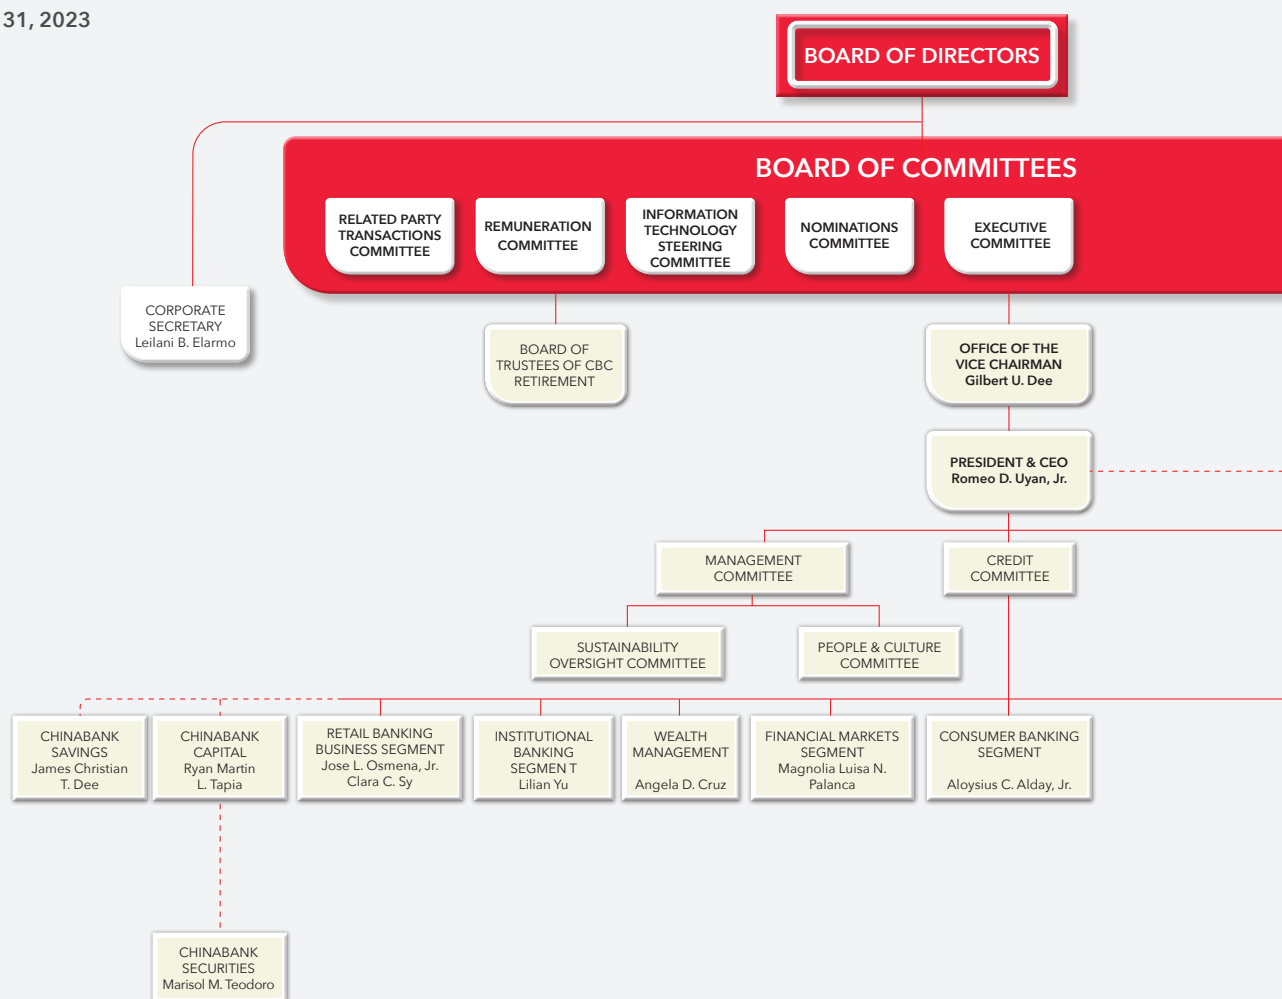 31, 2023
BOARD OF DIRECTORS
BOARD OF COMMITTEES
RELATED PARTY
TRANSACTIONS
COMMITTEE
REMUNERATION
COMMITTEE
INFORMATION
TECHNOLOGY
STEERING
COMMITTEE
NOMINATIONS
COMMITTEE
EXECUTIVE
COMMITTEE
CORPORATE
SECRETARY
Leilani B. Elarmo
BOARD OF
TRUSTEES OF CBC
RETIREMENT
OFFICE OF THE
VICE CHAIRMAN
Gilbert U. Dee
PRESIDENT & CEO
Romeo D. Uyan, Jr.
MANAGEMENT
COMMITTEE
CREDIT
COMMITTEE
SUSTAINABILITY
OVERSIGHT COMMITTEE
PEOPLE & CULTURE
COMMITTEE
CHINABANK
SAVINGS
James Christian
T. Dee
CHINABANK
CAPITAL
Ryan Martin
L. Tapia
RETAIL BANKING
BUSINESS SEGMENT
Jose L. Osmena, Jr.
Clara C. Sy
INSTITUTIONAL
BANKING
SEGMEN T
Lilian Yu
WEALTH
MANAGEMENT
Angela D. Cruz
FINANCIAL MARKETS
SEGMENT
Magnolia Luisa N.
Palanca
CONSUMER BANKING
SEGMENT
Aloysius C. Alday, Jr.
CHINABANK
SECURITIES
Marisol M. Teodoro